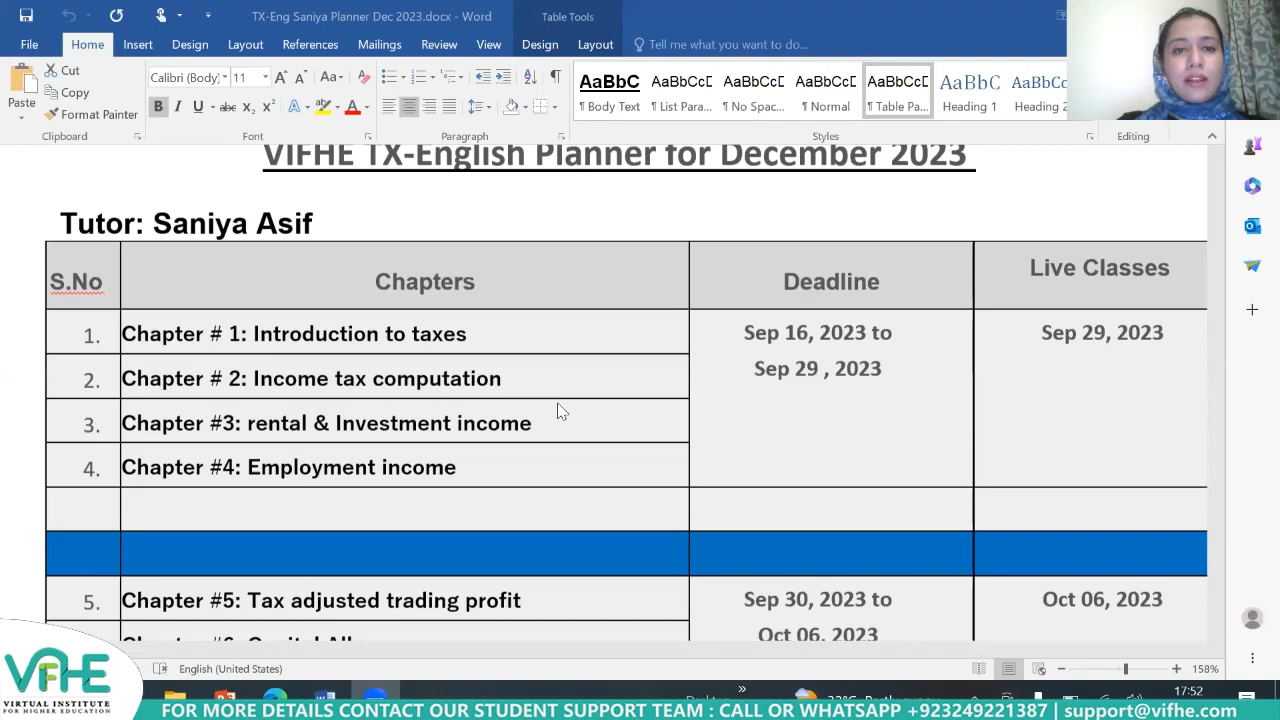 TX-Eng Saniya Planner Dec 2023.docx - Word
Table Tools
File Home Insert Design Layout References Mailings Review View Design Layout Tell me what you want to do...
Cut
Copy
Format Painter
Paste
Clipboard
Calibri (Body) 11
Font
Paragraph
AaBbC AaBbCcD AaBbCcD AaBbCcD AaBbCcD AaBbC AaBbCc
¶ Body Text ¶ List Para... ¶ No Spac... ¶ Normal ¶ Table Pa... Heading 1 Heading 2
Styles
Editing
VIFHE TX-English Planner for December 2023
Tutor: Saniya Asif
S.No Chapters Deadline Live Classes
1. Chapter # 1: Introduction to taxes Sep 16, 2023 to Sep 29, 2023
2. Chapter # 2: Income tax computation Sep 29 , 2023
3. Chapter #3: rental & Investment income
4. Chapter #4: Employment income
5. Chapter #5: Tax adjusted trading profit Sep 30, 2023 to Oct 06, 2023
Oct 06, 2023
English (United States)
158%
17:52
VIFHE
VIRTUAL INSTITUTE
FOR HIGHER EDUCATION
FOR MORE DETAILS CONTACT OUR STUDENT SUPPORT TEAM : CALL OR WHATSAPP +923249221387 | support@vifhe.com